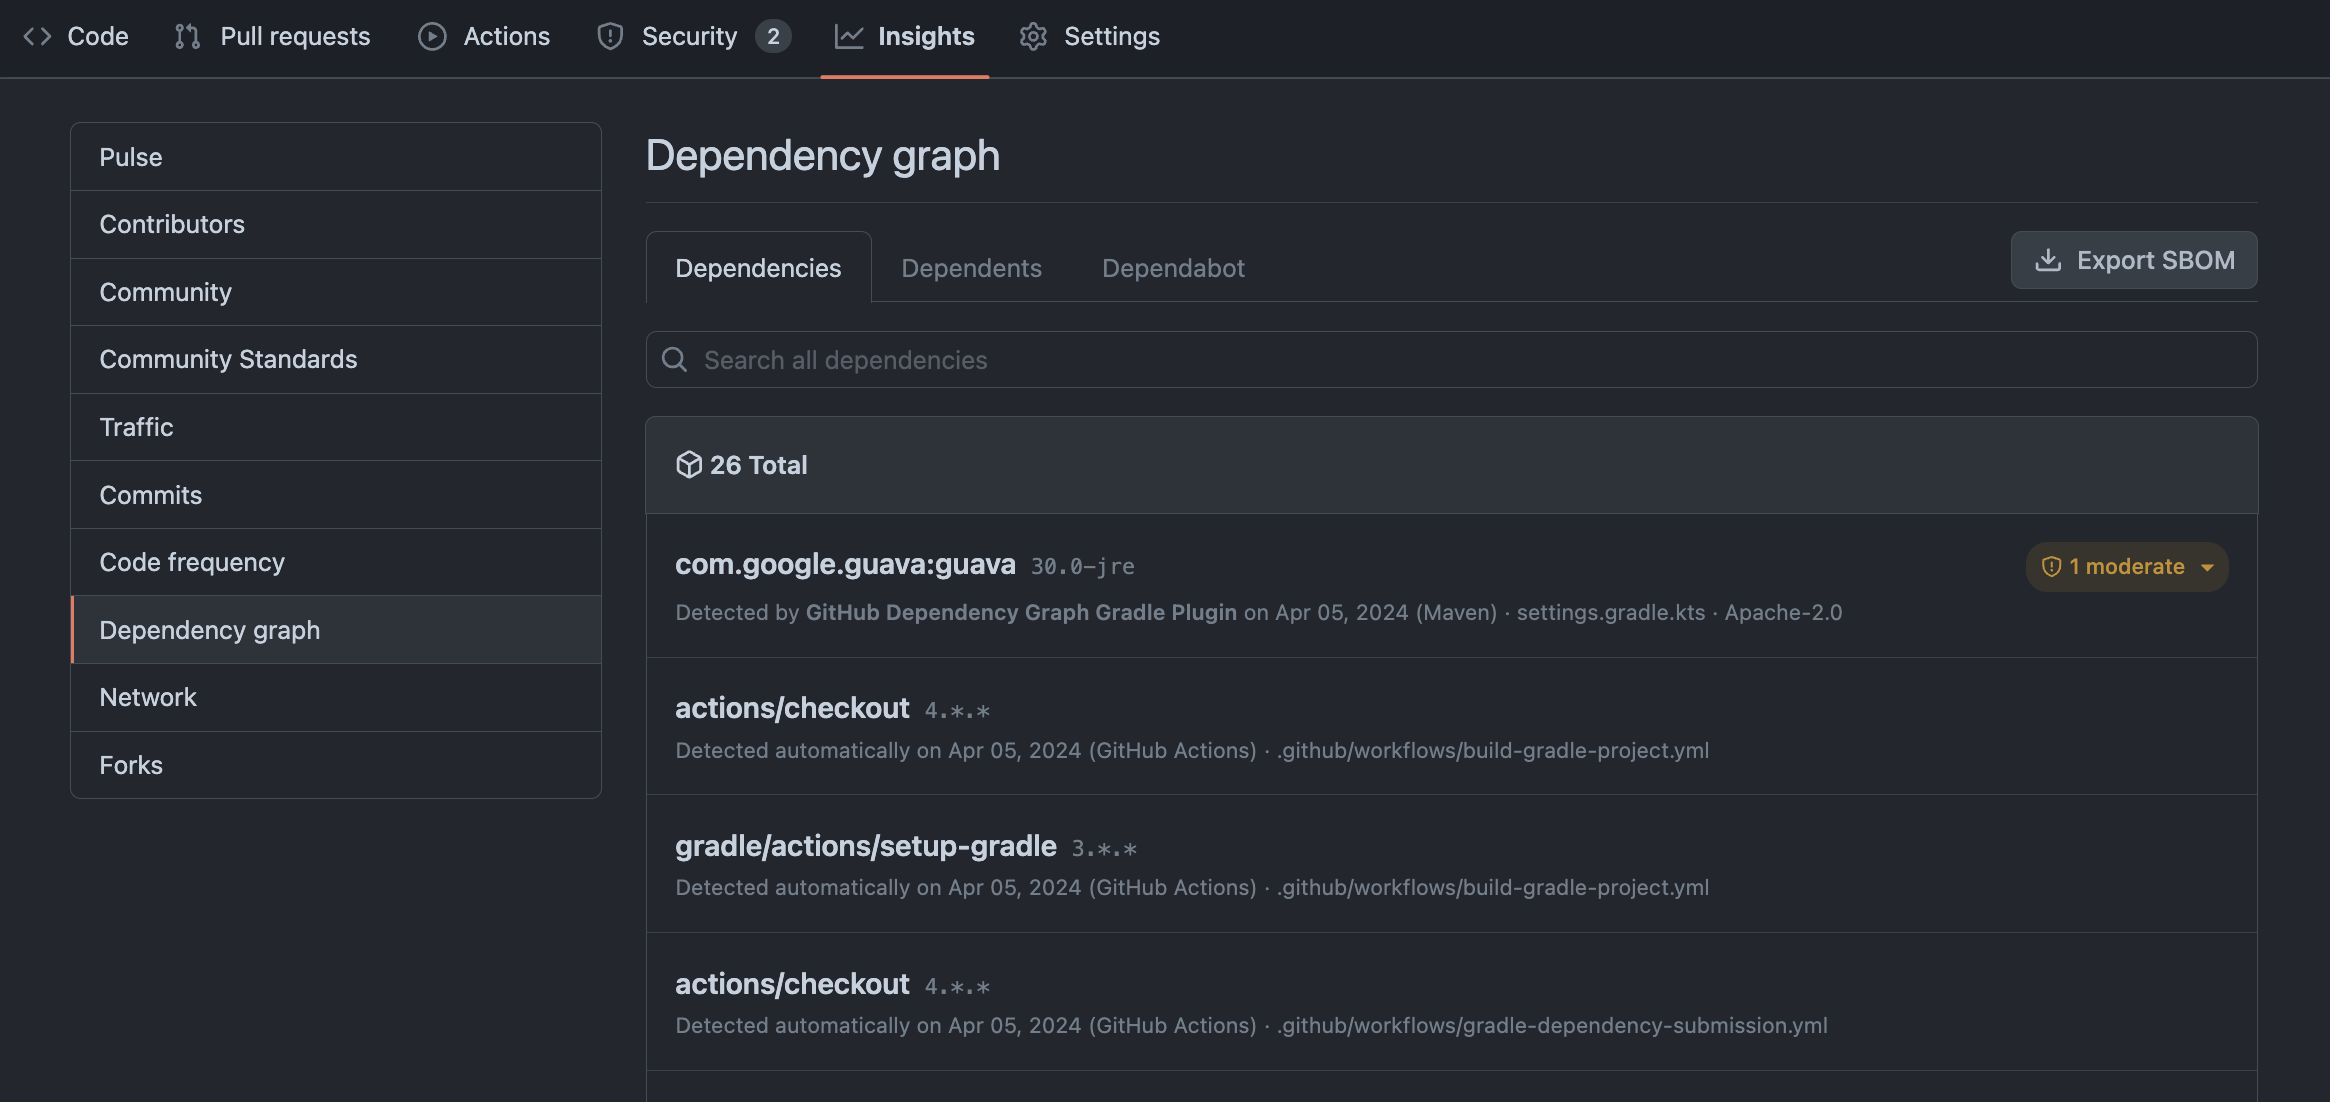 Code Pull requests Actions Security 2 Insights Settings
Pulse
Contributors
Community
Community Standards
Traffic
Commits
Code frequency
Dependency graph
Network
Forks
Dependency graph
Dependencies Dependents Dependabot Export SBOM
Search all dependencies
26 Total
com.google.guava:guava 30.0-jre 1 moderate
Detected by GitHub Dependency Graph Gradle Plugin on Apr 05, 2024 (Maven) · settings.gradle.kts · Apache-2.0
actions/checkout 4.*.*
Detected automatically on Apr 05, 2024 (GitHub Actions) · .github/workflows/build-gradle-project.yml
gradle/actions/setup-gradle 3.*.*
Detected automatically on Apr 05, 2024 (GitHub Actions) · .github/workflows/build-gradle-project.yml
actions/checkout 4.*.*
Detected automatically on Apr 05, 2024 (GitHub Actions) · .github/workflows/gradle-dependency-submission.yml